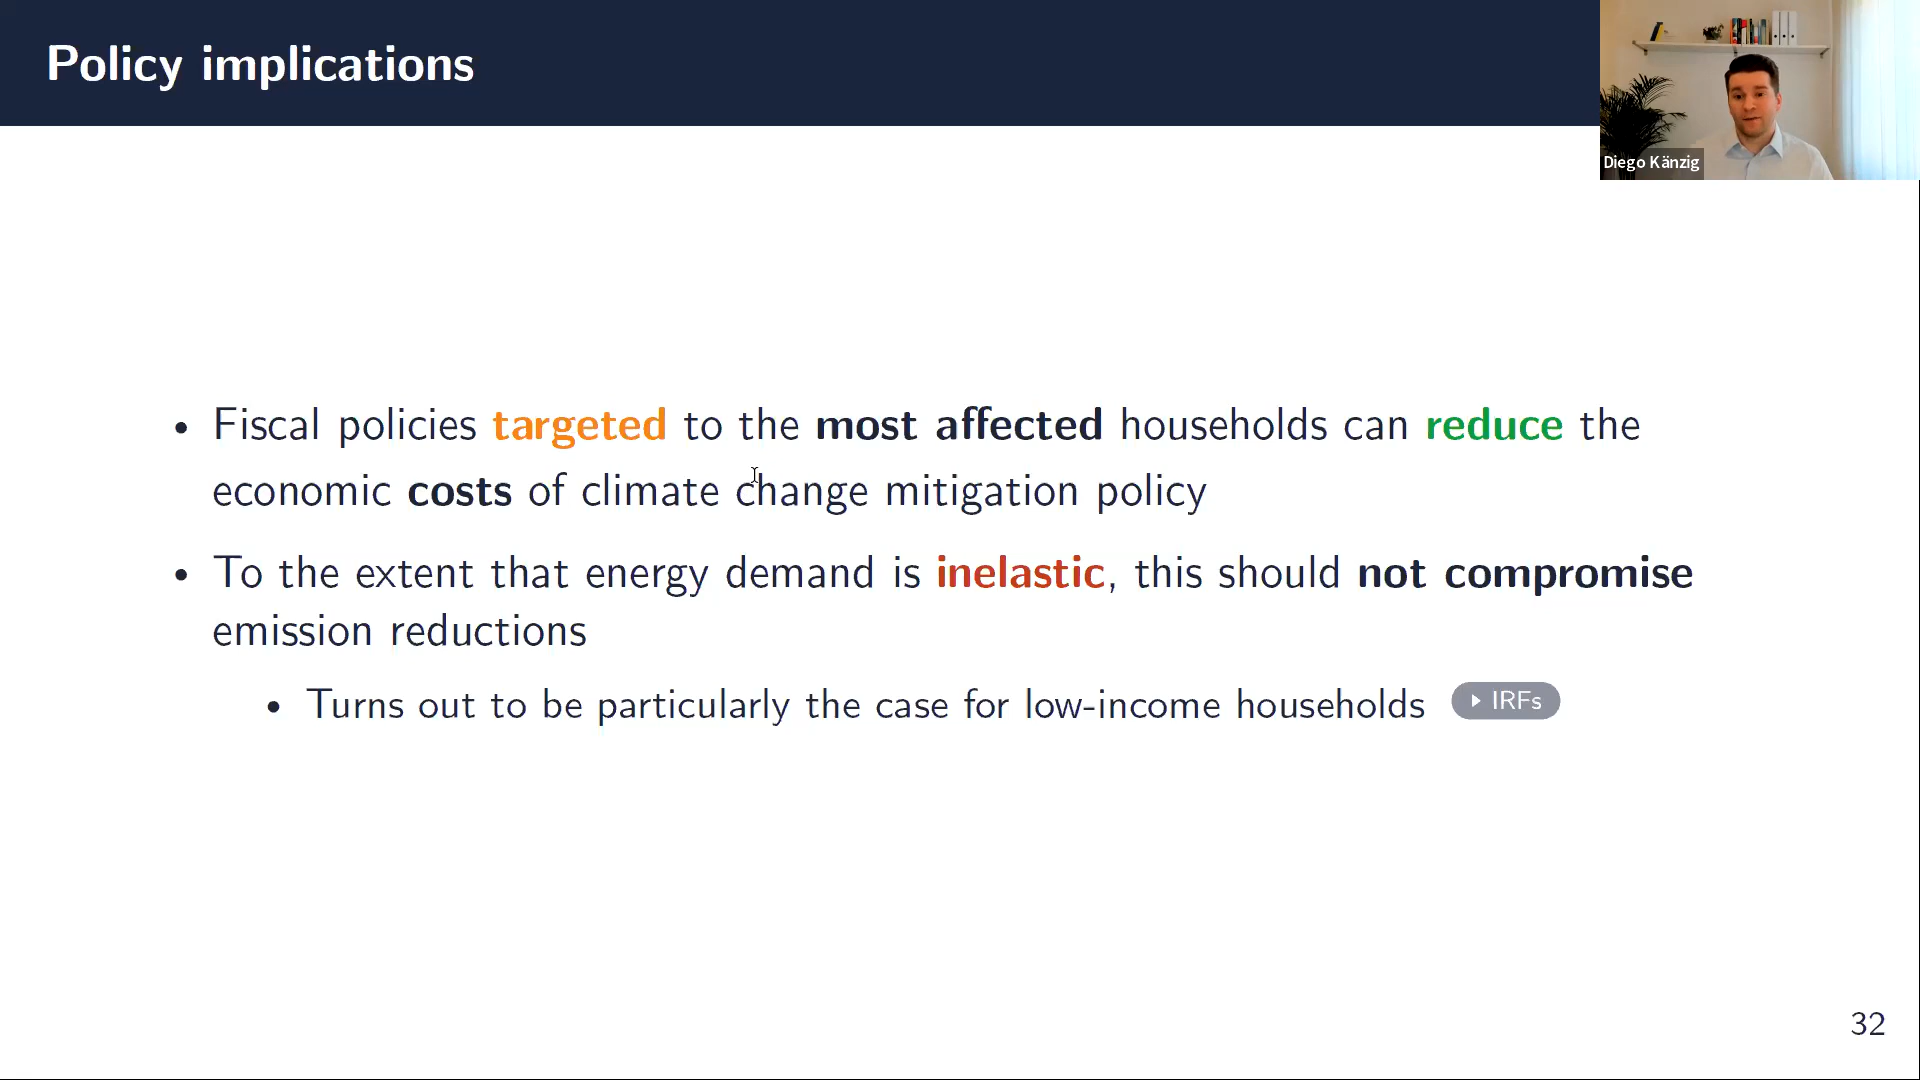 Policy implications
Diego Känzig
• Fiscal policies targeted to the most affected households can reduce the
economic costs of climate change mitigation policy
• To the extent that energy demand is inelastic, this should not compromise
emission reductions
• Turns out to be particularly the case for low-income households
IRFs
32